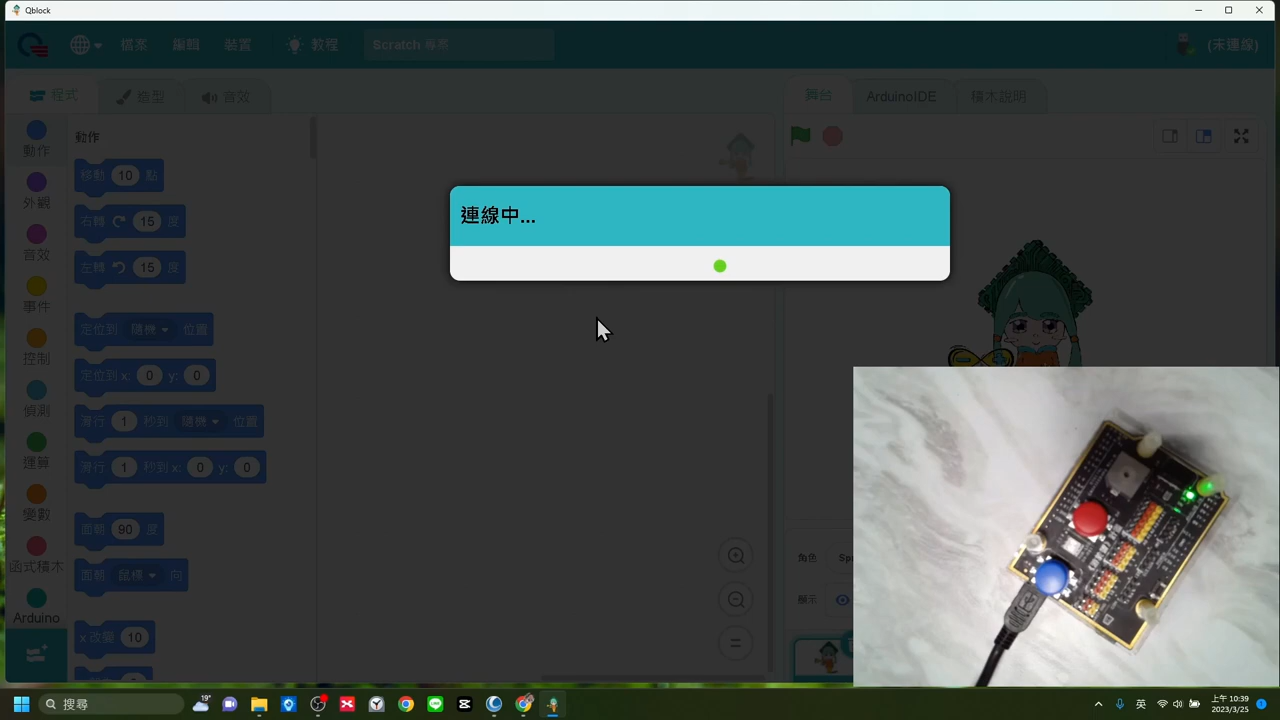 Qblock
檔案 編輯 裝置 教程 Scratch 專案 (未連線)
程式 造型 音效 舞台 ArduinoIDE 積木說明
動作 動作
移動 10 點
外觀
右轉 15 度
音效
左轉 15 度
事件
定位到 隨機 位置
控制
定位到 x: 0 y: 0
偵測
滑行 1 秒到 隨機 位置
運算
滑行 1 秒到 x: 0 y: 0
變數
面朝 90 度
函式積木
面朝 鼠標 向
Arduino
x 改變 10
連線中...
角色 Sp
顯示
搜尋 19° 英 上午 10:39
2023/3/25